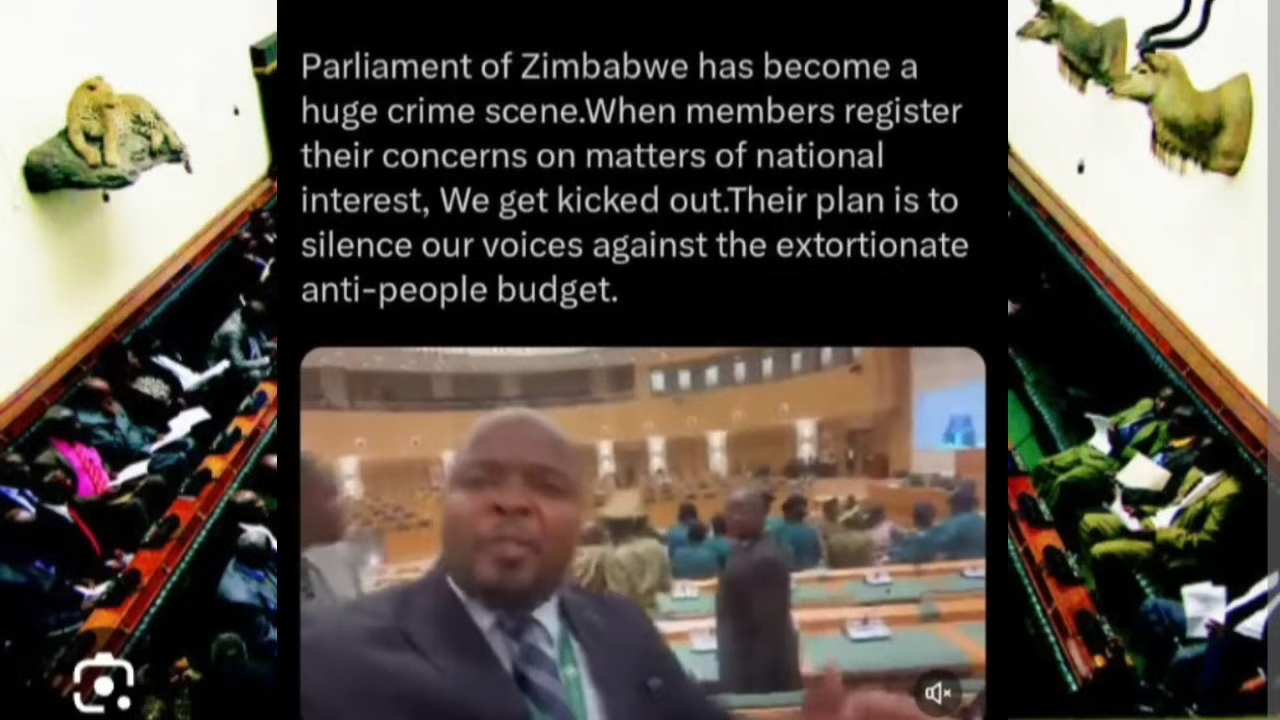 Parliament of Zimbabwe has become a
huge crime scene.When members register
their concerns on matters of national
interest, We get kicked out.Their plan is to
silence our voices against the extortionate
anti-people budget.